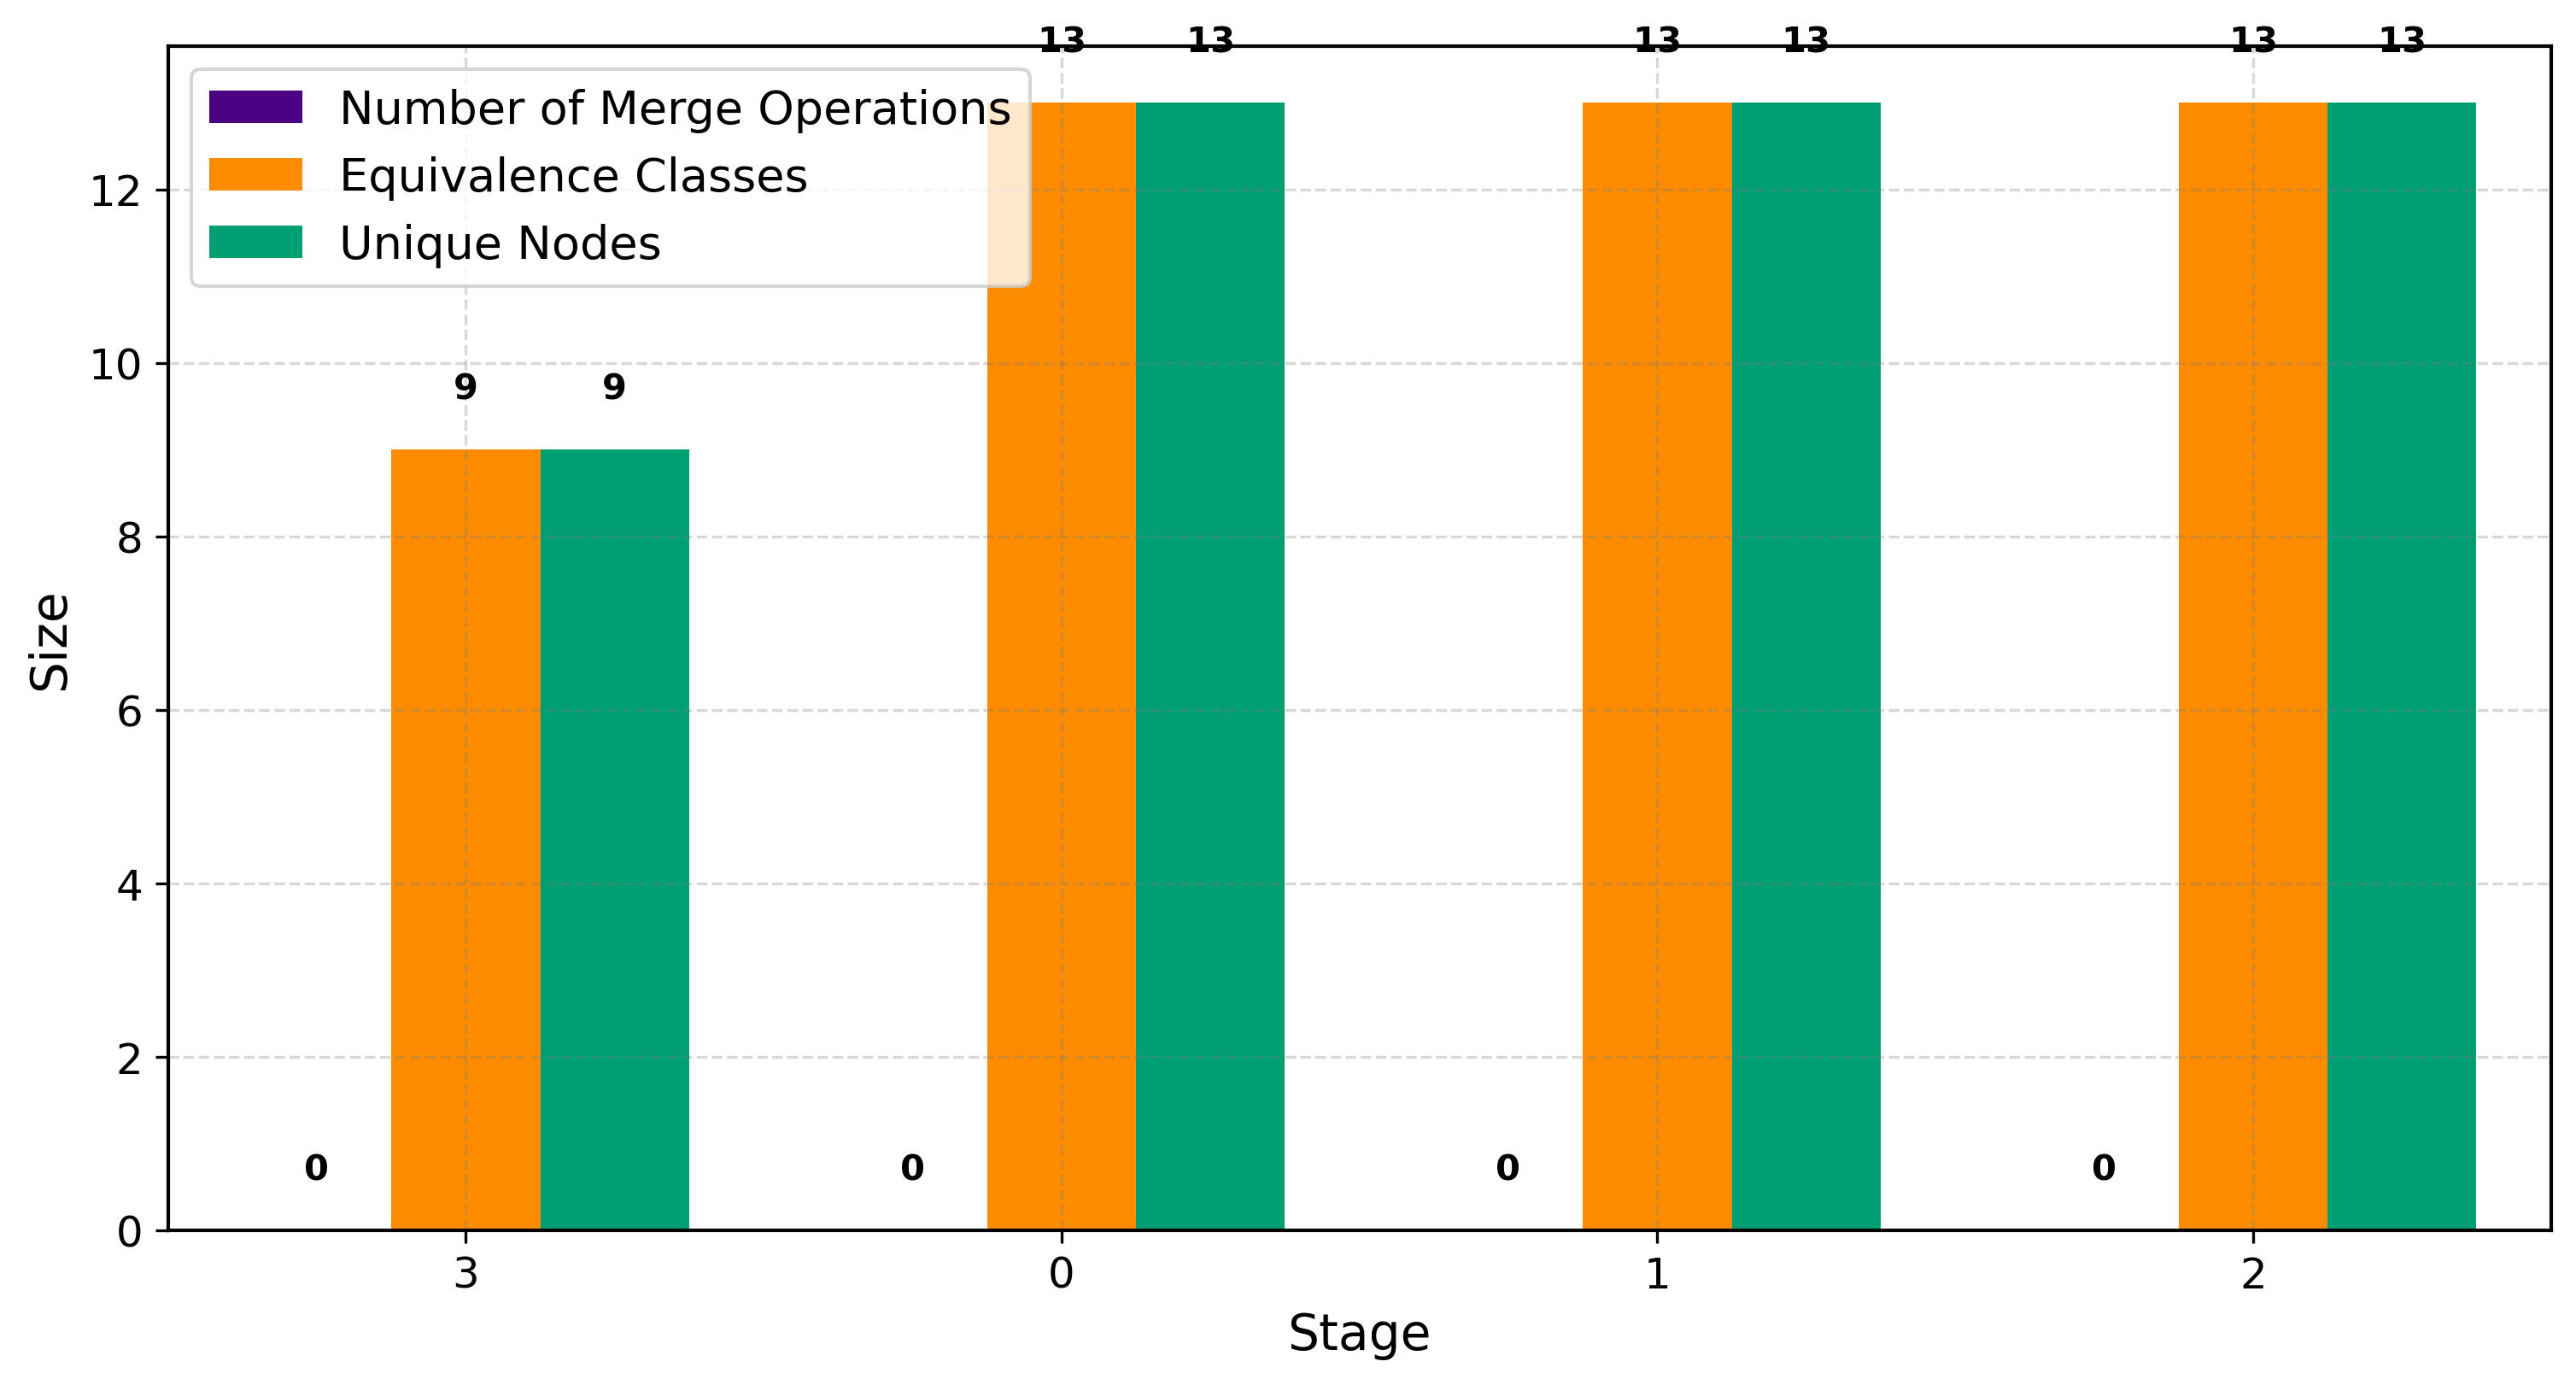 13 13 13 13 13 13
Number of Merge Operations
Equivalence Classes
Unique Nodes
12
10
9 9
8
6
4
2
0 0 0 0
0
3 0 1 2
Size
Stage